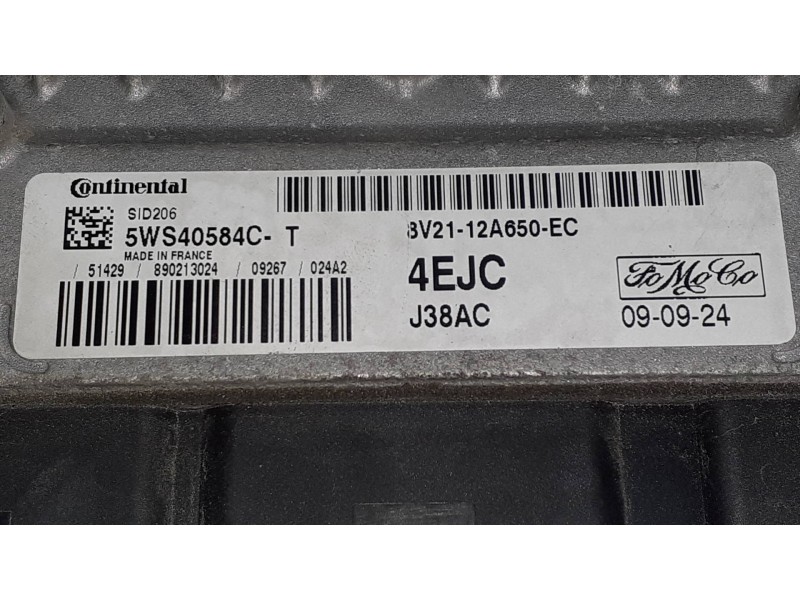 Continental
SID206
5WS40584C- T
MADE IN FRANCE
/ 51429 / 890213024 / 09267 / 024A2
8V21-12A650-EC
4EJC
J38AC
FoMoCo
09-09-24